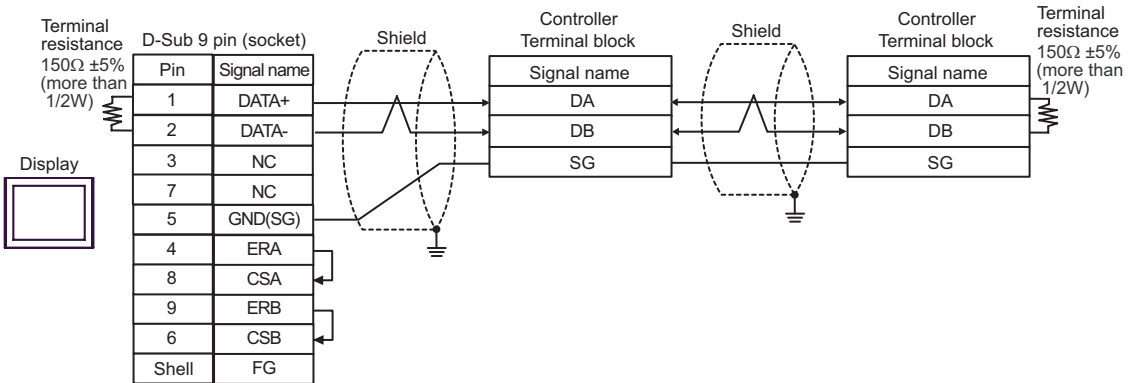 Terminal
resistance
150Ω ±5%
(more than
1/2W)
D-Sub 9 pin (socket)
Pin Signal name
1 DATA+
2 DATA-
3 NC
7 NC
5 GND(SG)
4 ERA
8 CSA
9 ERB
6 CSB
Shell FG
Display
Shield
Controller
Terminal block
Signal name
DA
DB
SG
Shield
Controller
Terminal block
Signal name
DA
DB
SG
Terminal
resistance
150Ω ±5%
(more than
1/2W)